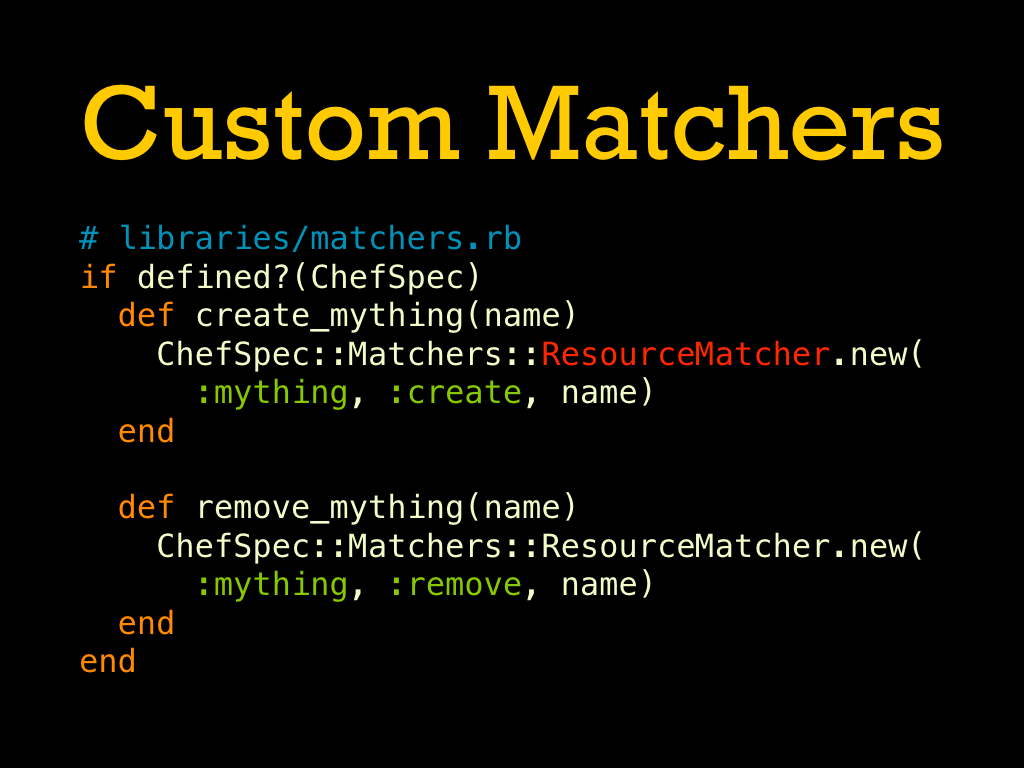 Custom Matchers
# libraries/matchers.rb
if defined?(ChefSpec)
  def create_mything(name)
    ChefSpec::Matchers::ResourceMatcher.new(
      :mything, :create, name)
  end

  def remove_mything(name)
    ChefSpec::Matchers::ResourceMatcher.new(
      :mything, :remove, name)
  end
end